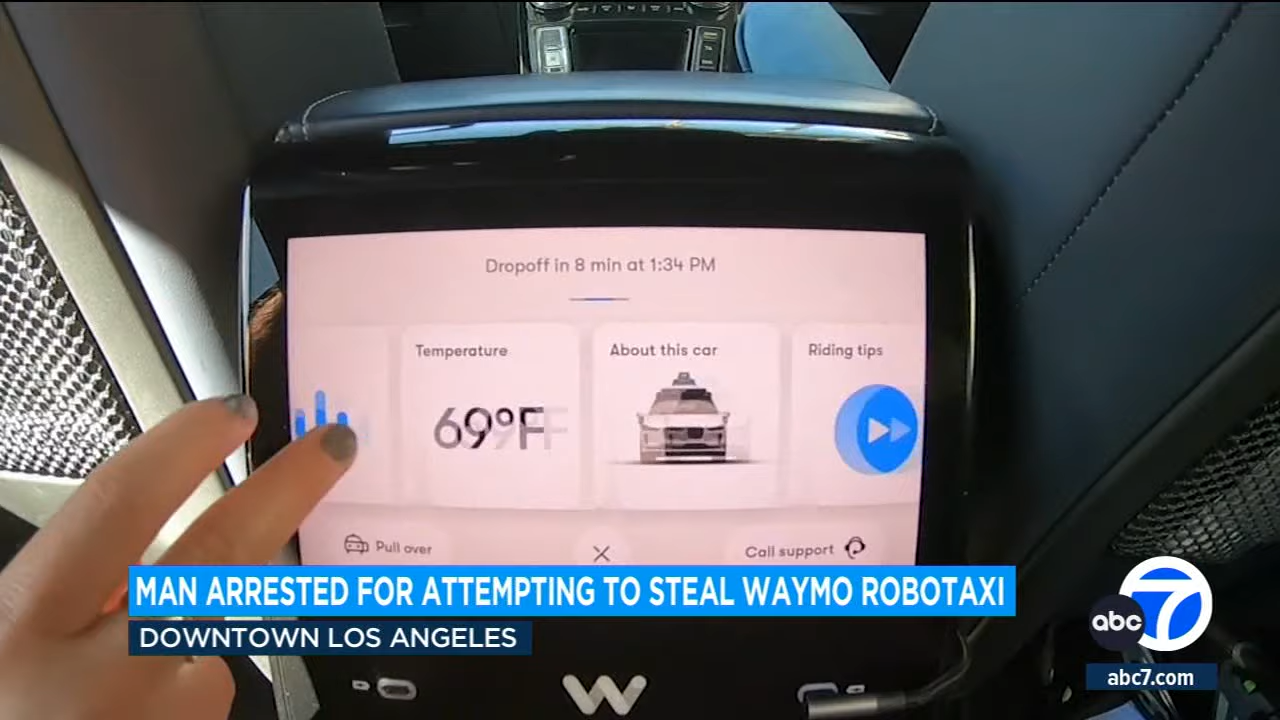 Dropoff in 8 min at 1:34 PM
Temperature
About this car
Riding tips
69°F
Pull over
Call support
MAN ARRESTED FOR ATTEMPTING TO STEAL WAYMO ROBOTAXI
DOWNTOWN LOS ANGELES
abc 7
abc7.com